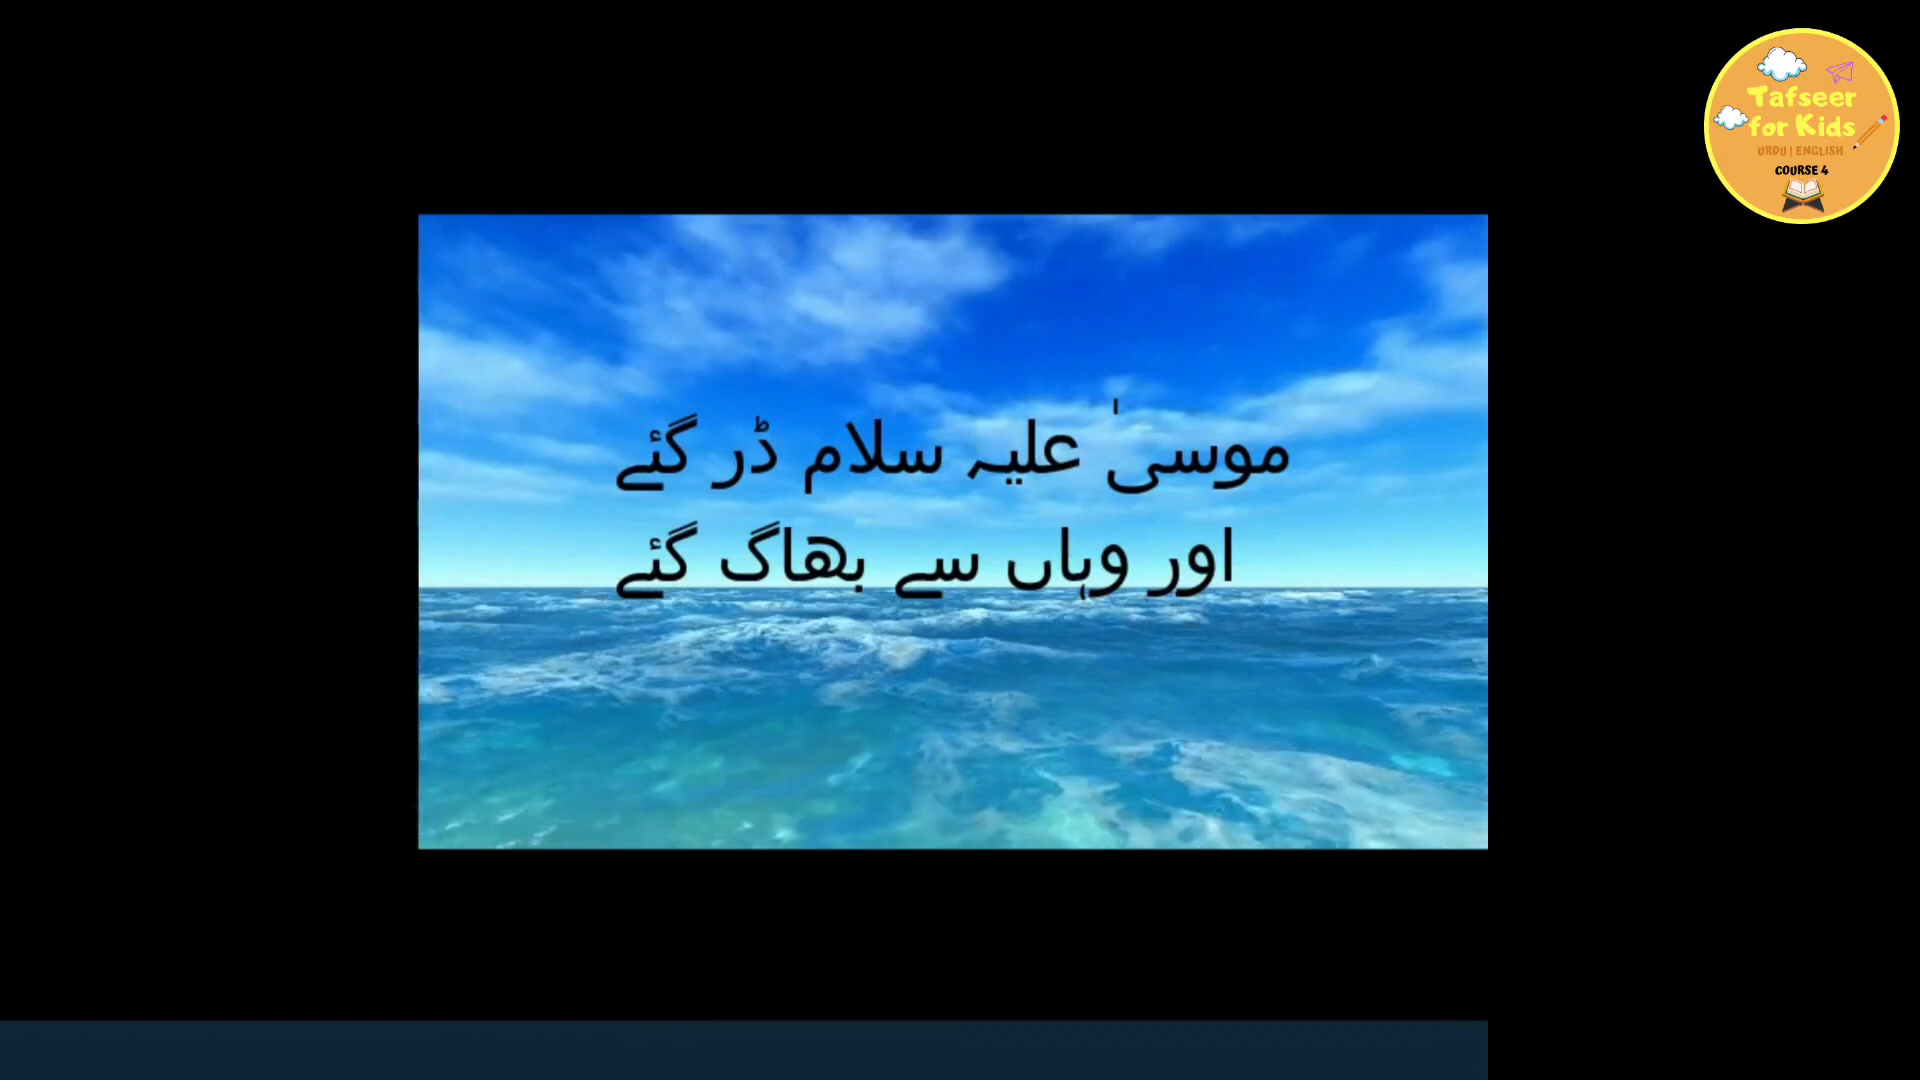 Tafseer
for Kids
URDU | ENGLISH
COURSE 4
موسیٰ علیہ سلام ڈر گئے
اور وہاں سے بھاگ گئے